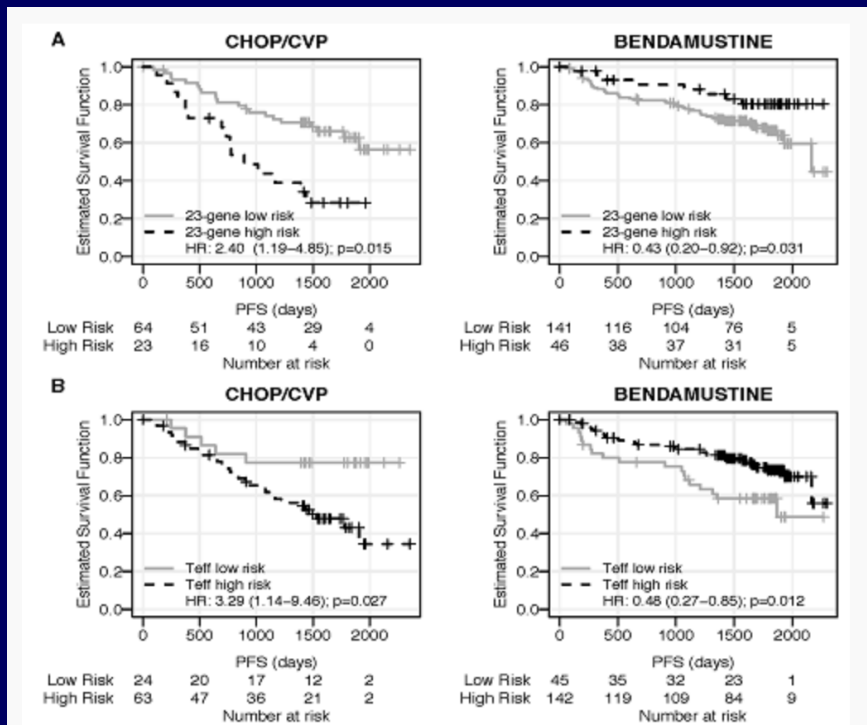 A
CHOP/CVP
BENDAMUSTINE
Estimated Survival Function
1.0
0.8
0.6
0.4
0.2
0.0
23-gene low risk
23-gene high risk
HR: 2.40 (1.19–4.85); p=0.015
0 500 1000 1500 2000
PFS (days)
Low Risk 64 51 43 29 4
High Risk 23 16 10 4 0
Number at risk
Estimated Survival Function
1.0
0.8
0.6
0.4
0.2
0.0
23-gene low risk
23-gene high risk
HR: 0.43 (0.20–0.92); p=0.031
0 500 1000 1500 2000
PFS (days)
Low Risk 141 116 104 76 5
High Risk 46 38 37 31 5
Number at risk
B
CHOP/CVP
BENDAMUSTINE
Estimated Survival Function
1.0
0.8
0.6
0.4
0.2
0.0
Teff low risk
Teff high risk
HR: 3.29 (1.14–9.46); p=0.027
0 500 1000 1500 2000
PFS (days)
Low Risk 24 20 17 12 2
High Risk 63 47 36 21 2
Number at risk
Estimated Survival Function
1.0
0.8
0.6
0.4
0.2
0.0
Teff low risk
Teff high risk
HR: 0.48 (0.27–0.85); p=0.012
0 500 1000 1500 2000
PFS (days)
Low Risk 45 35 32 23 1
High Risk 142 119 109 84 9
Number at risk